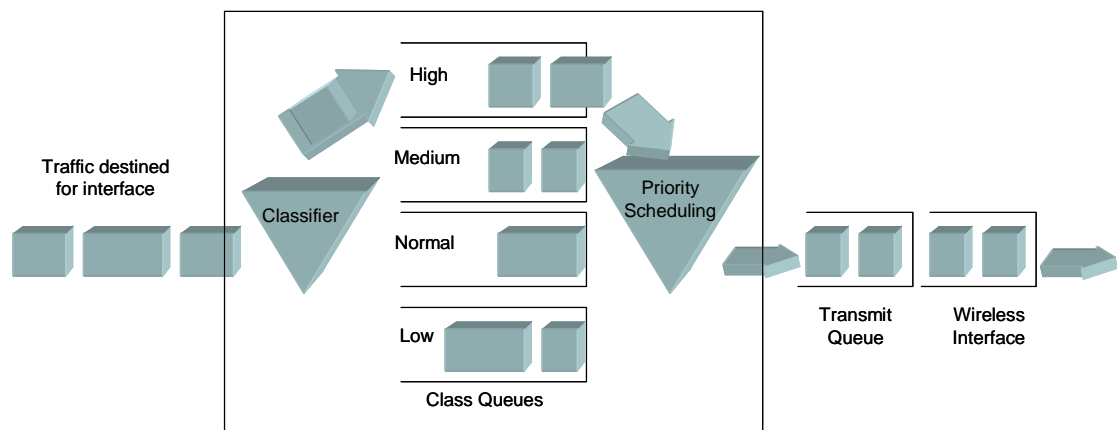 Traffic destined
for interface
Classifier
High
Medium
Normal
Low
Class Queues
Priority
Scheduling
Transmit
Queue
Wireless
Interface